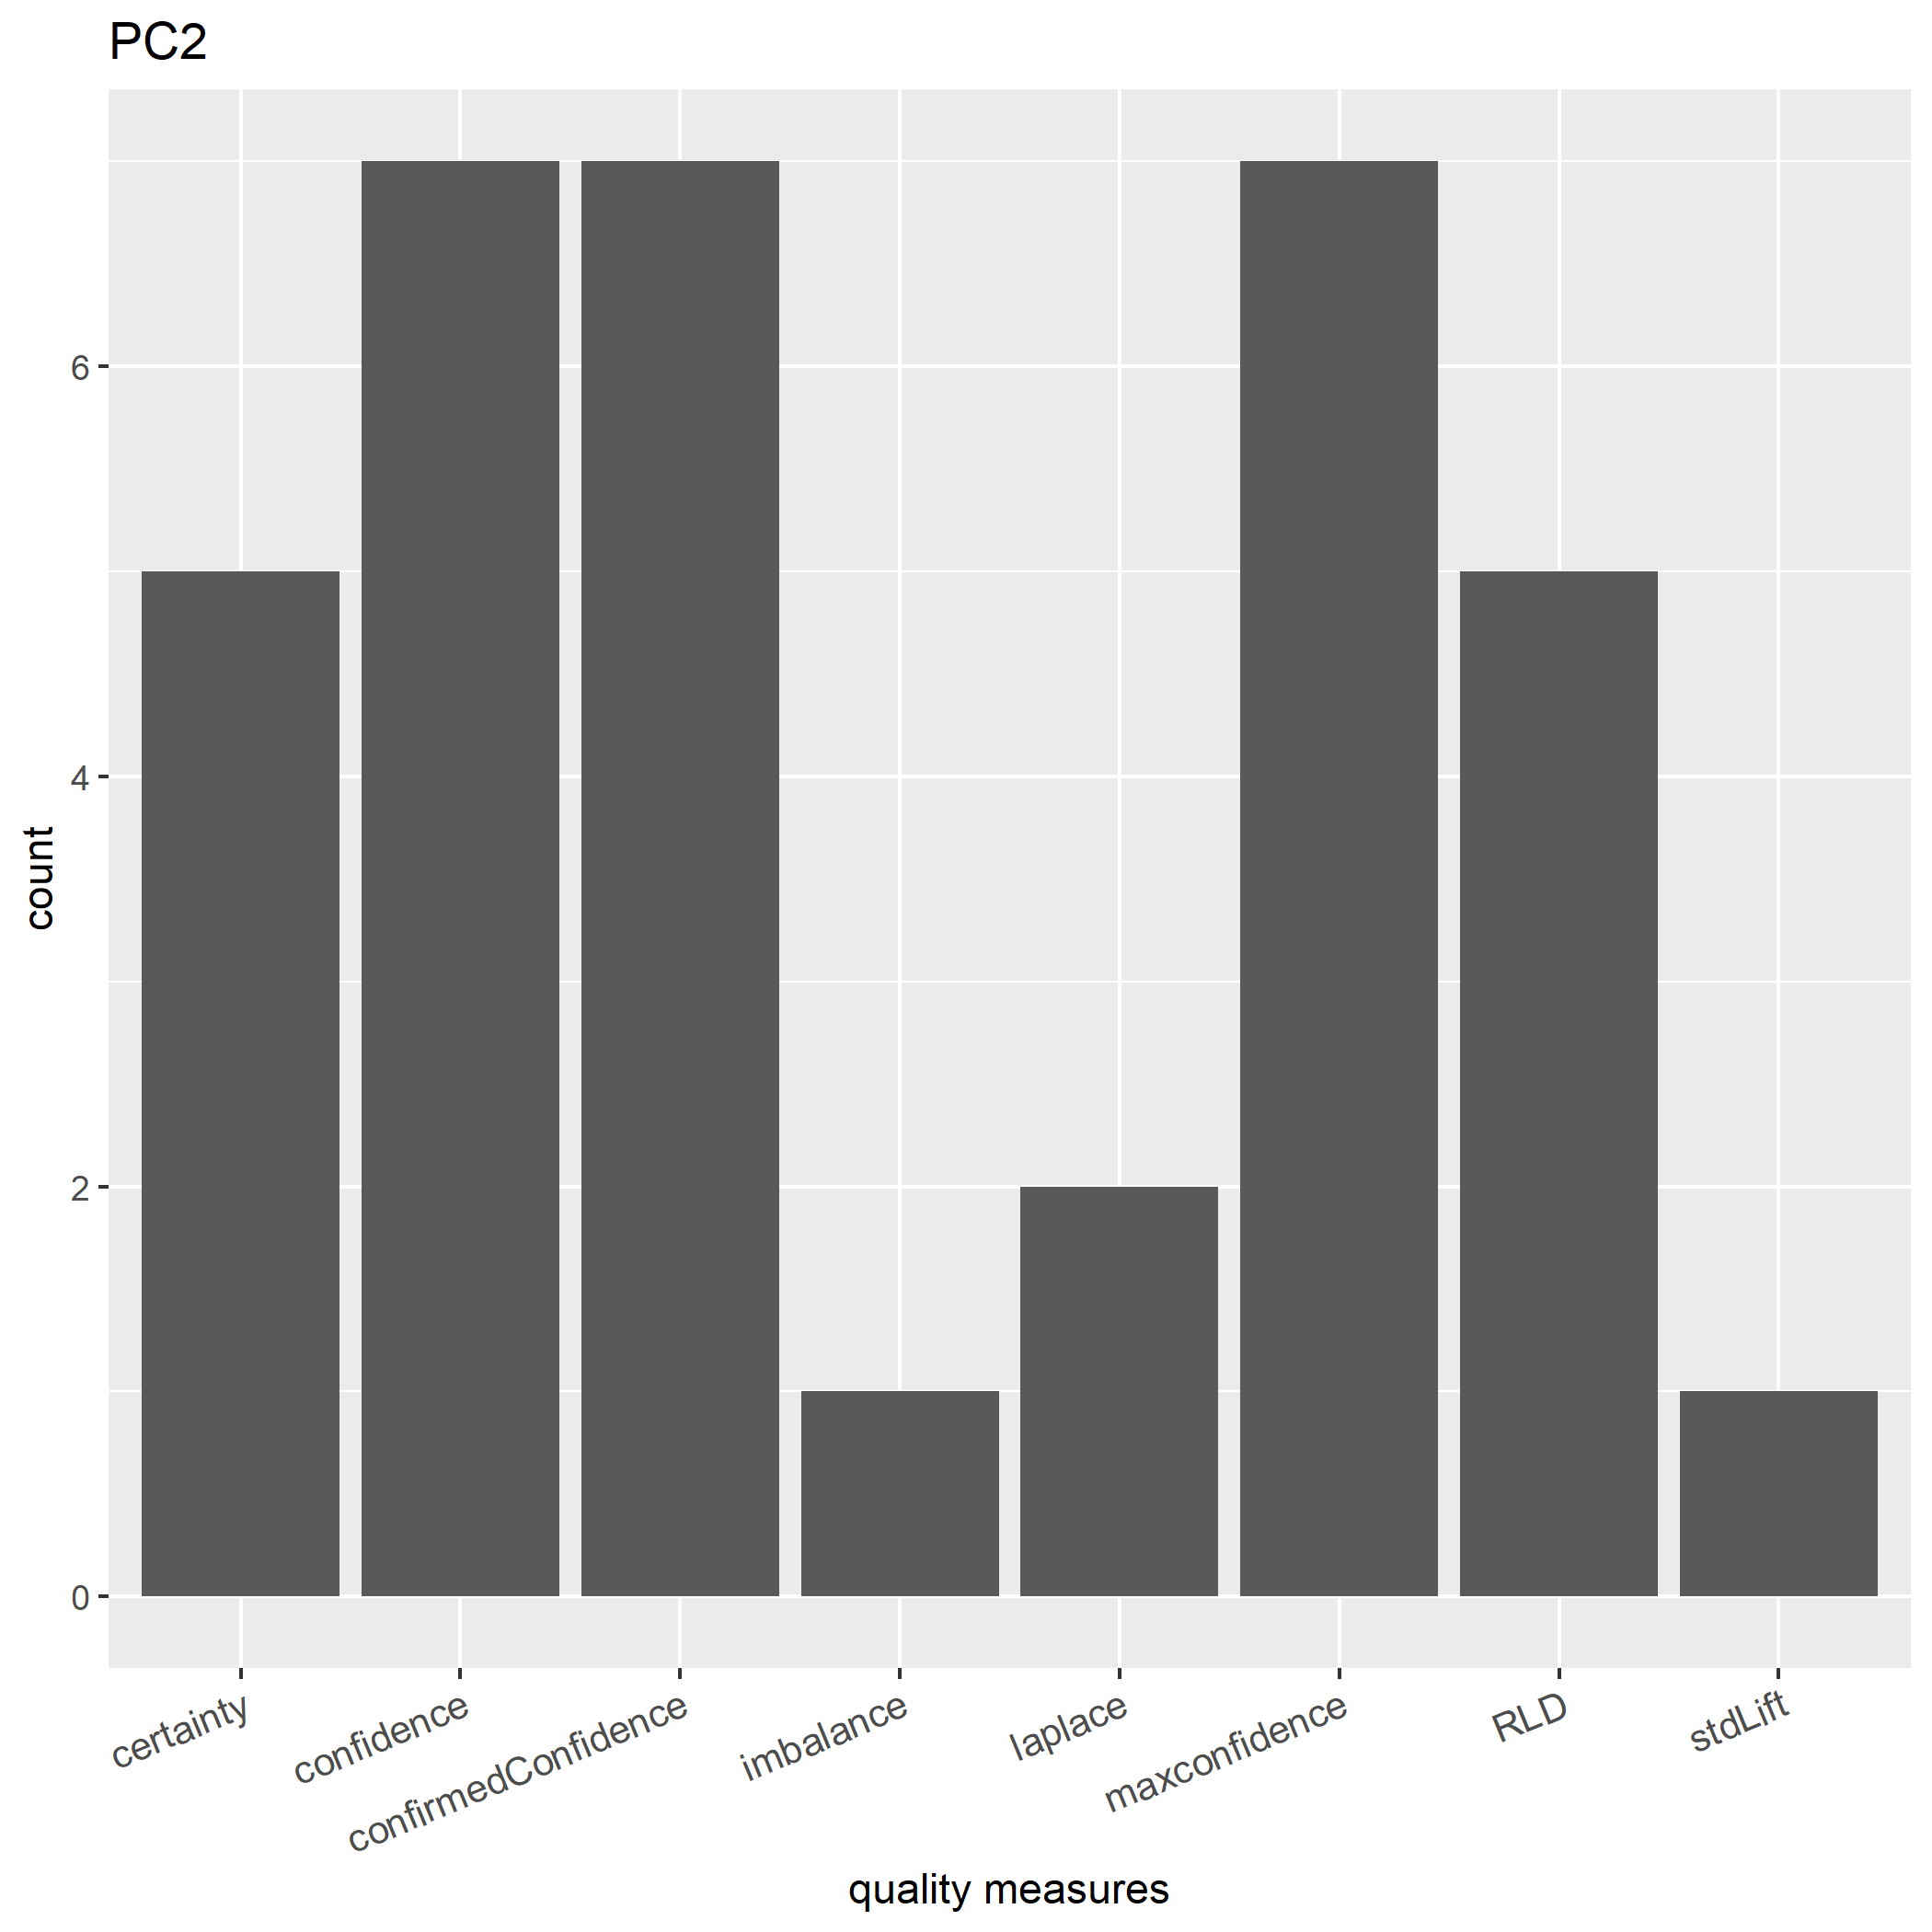 PC2
6
4
2
0
count
certainty
confidence
confirmedConfidence
imbalance
laplace
maxconfidence
RLD
stdLift
quality measures